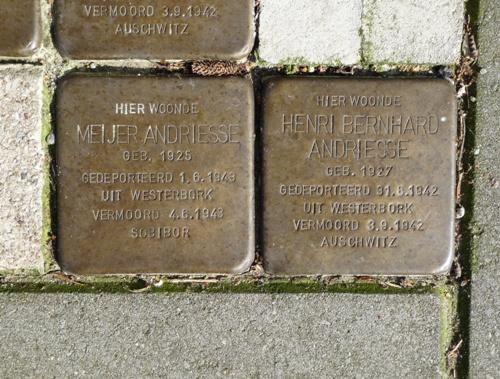 VERMOORD 3.9.1942
AUSCHWITZ
HIER WOONDE
MEIJER ANDRIESSE
GEB. 1925
GEDEPORTEERD 1.6.1943
UIT WESTERBORK
VERMOORD 4.6.1943
SOBIBOR
HIER WOONDE
HENRI BERNHARD
ANDRIESSE
GEB. 1927
GEDEPORTEERD 31.8.1942
UIT WESTERBORK
VERMOORD 3.9.1942
AUSCHWITZ